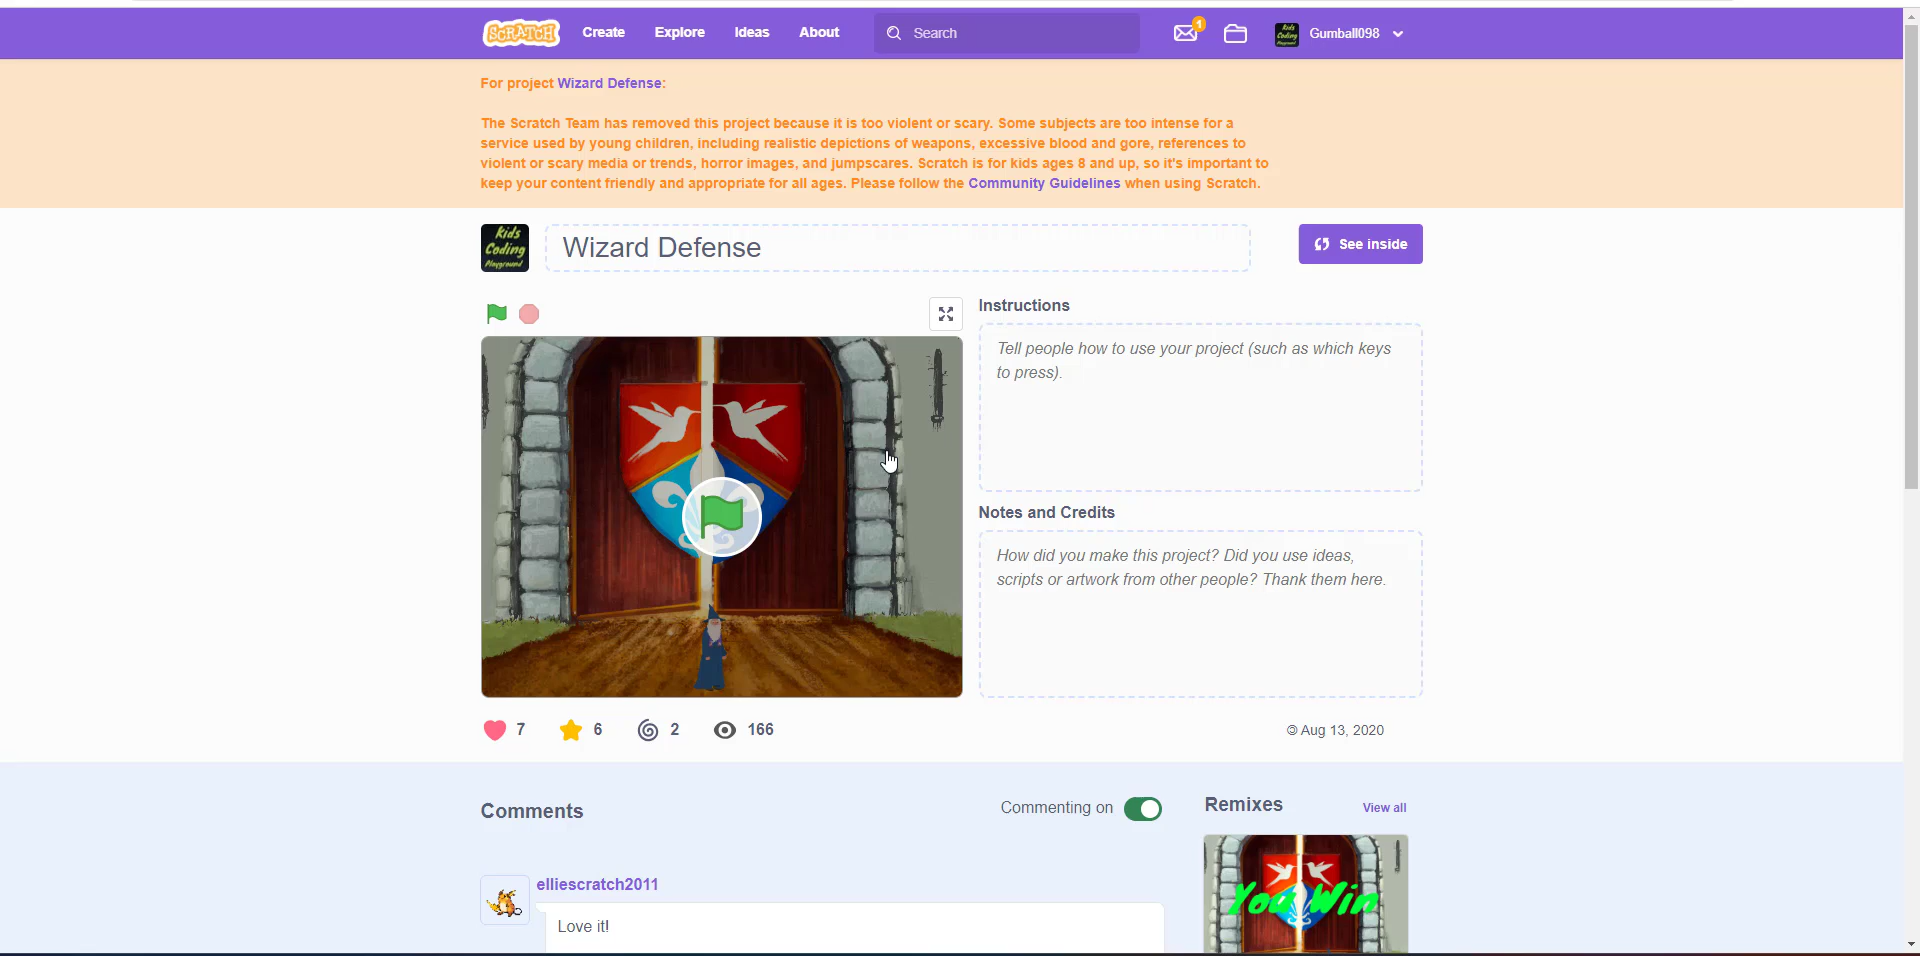 SCRATCH Create Explore Ideas About Search 1 Kids Coding Playground Gumball098
For project Wizard Defense:
The Scratch Team has removed this project because it is too violent or scary. Some subjects are too intense for a
service used by young children, including realistic depictions of weapons, excessive blood and gore, references to
violent or scary media or trends, horror images, and jumpscares. Scratch is for kids ages 8 and up, so it's important to
keep your content friendly and appropriate for all ages. Please follow the Community Guidelines when using Scratch.
Kids
Coding
Playground
Wizard Defense
See inside
Instructions
Tell people how to use your project (such as which keys
to press).
Notes and Credits
How did you make this project? Did you use ideas,
scripts or artwork from other people? Thank them here.
7 6 2 166
© Aug 13, 2020
Comments
Commenting on
Remixes
View all
elliescratch2011
Love it!
You Win